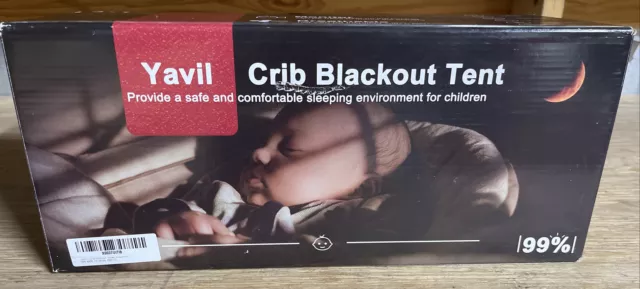 Yavil Crib Blackout Tent
Provide a safe and comfortable sleeping environment for children
99%